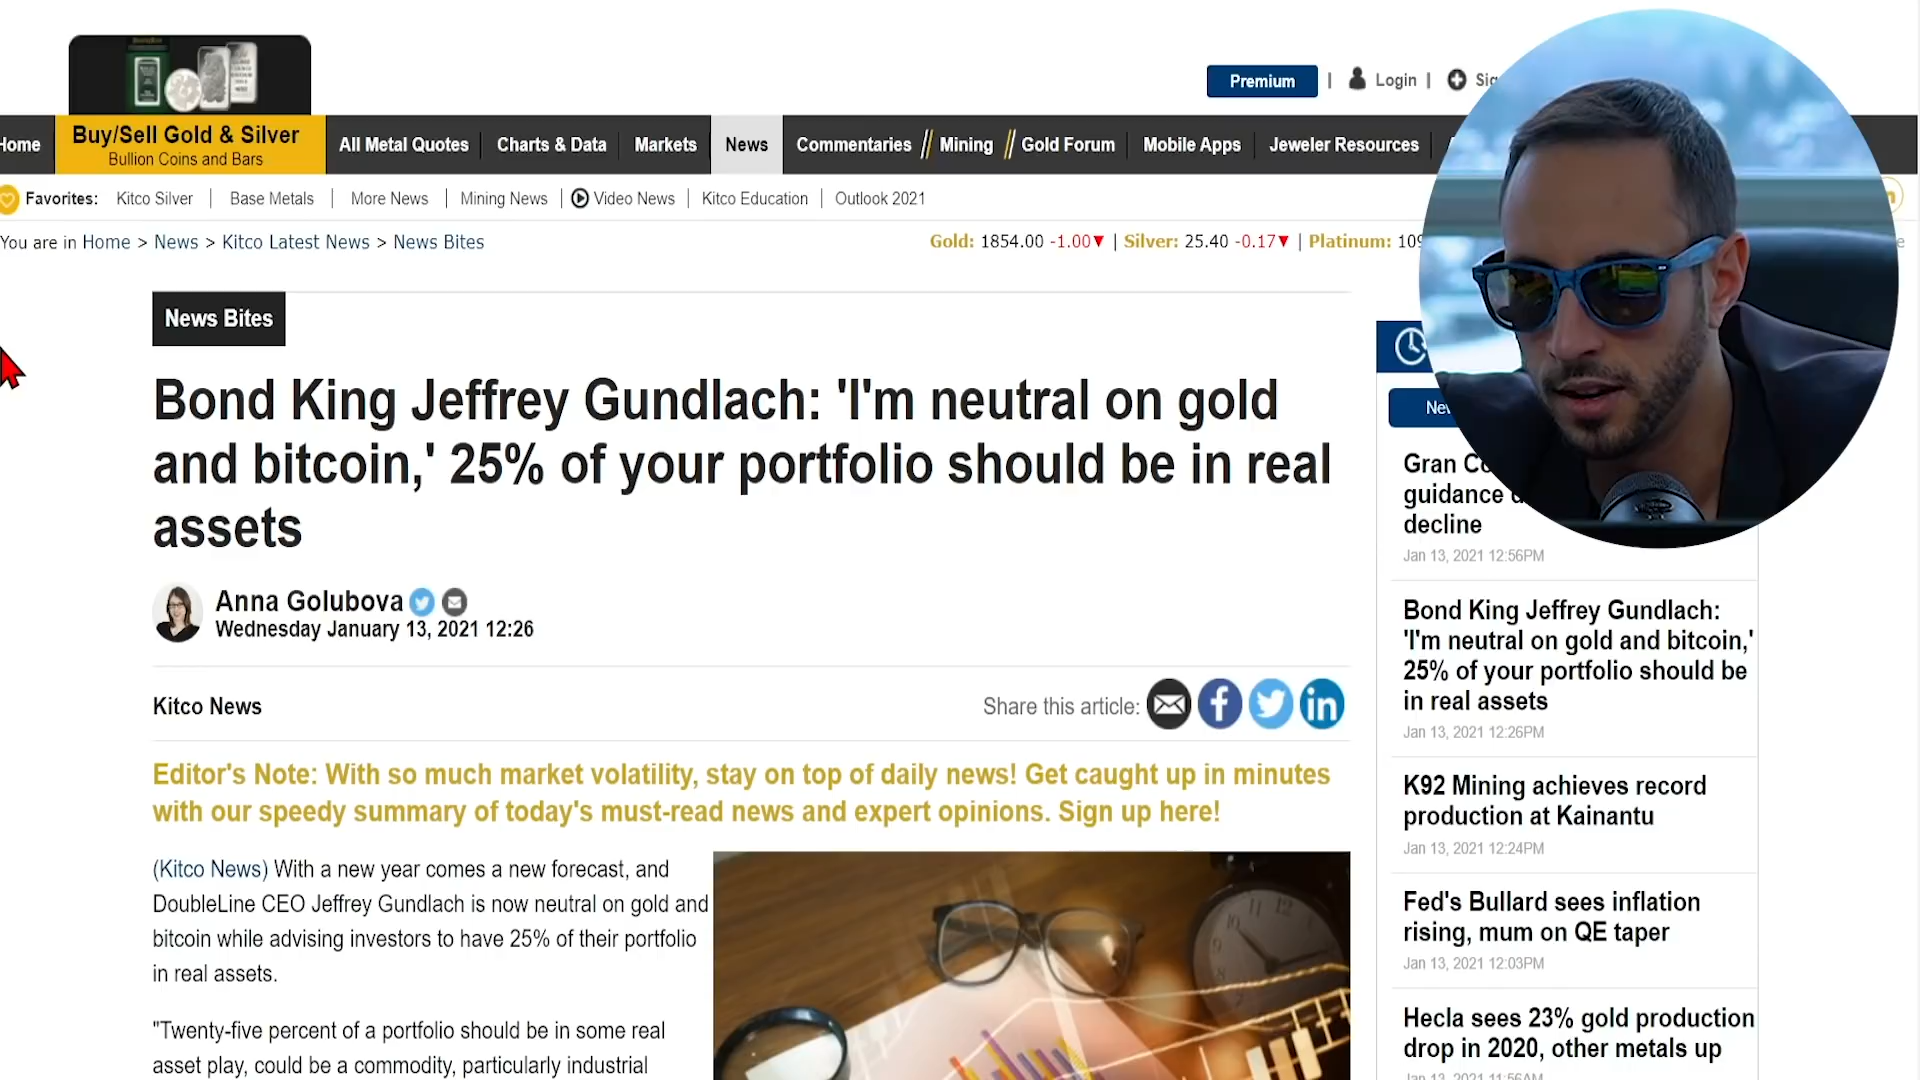 Premium | Login |
Home
Buy/Sell Gold & Silver
Bullion Coins and Bars
All Metal Quotes
Charts & Data
Markets
News
Commentaries
Mining
Gold Forum
Mobile Apps
Jeweler Resources
Favorites: Kitco Silver | Base Metals | More News | Mining News | Video News | Kitco Education | Outlook 2021
You are in Home > News > Kitco Latest News > News Bites
Gold: 1854.00 -1.00▼ | Silver: 25.40 -0.17▼ | Platinum:
News Bites
Bond King Jeffrey Gundlach: 'I'm neutral on gold
and bitcoin,' 25% of your portfolio should be in real
assets
Anna Golubova
Wednesday January 13, 2021 12:26
Kitco News
Share this article:
Editor's Note: With so much market volatility, stay on top of daily news! Get caught up in minutes
with our speedy summary of today's must-read news and expert opinions. Sign up here!
(Kitco News) With a new year comes a new forecast, and
DoubleLine CEO Jeffrey Gundlach is now neutral on gold and
bitcoin while advising investors to have 25% of their portfolio
in real assets.
"Twenty-five percent of a portfolio should be in some real
asset play, could be a commodity, particularly industrial
Gran
guidance
decline
Jan 13, 2021 12:56PM
Bond King Jeffrey Gundlach:
'I'm neutral on gold and bitcoin,'
25% of your portfolio should be
in real assets
Jan 13, 2021 12:26PM
K92 Mining achieves record
production at Kainantu
Jan 13, 2021 12:24PM
Fed's Bullard sees inflation
rising, mum on QE taper
Jan 13, 2021 12:03PM
Hecla sees 23% gold production
drop in 2020, other metals up
Jan 13, 2021 11:56AM